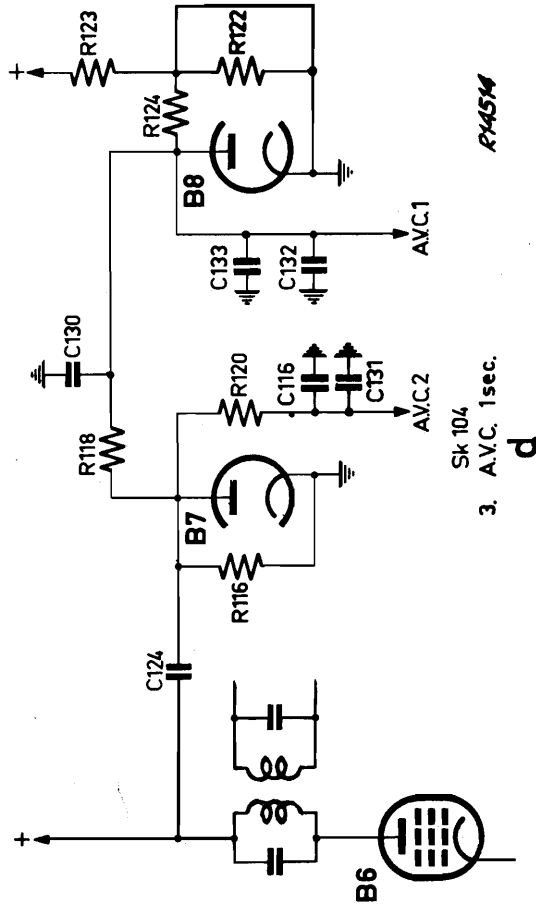 +
B6
C124
R116
B7
R118
C130
R120
C116
C131
A.V.C.2
B8
C133
C132
A.V.C.1
R124
R123
+
R122
Sk 104
3. A.V.C. 1sec.
d
R14514